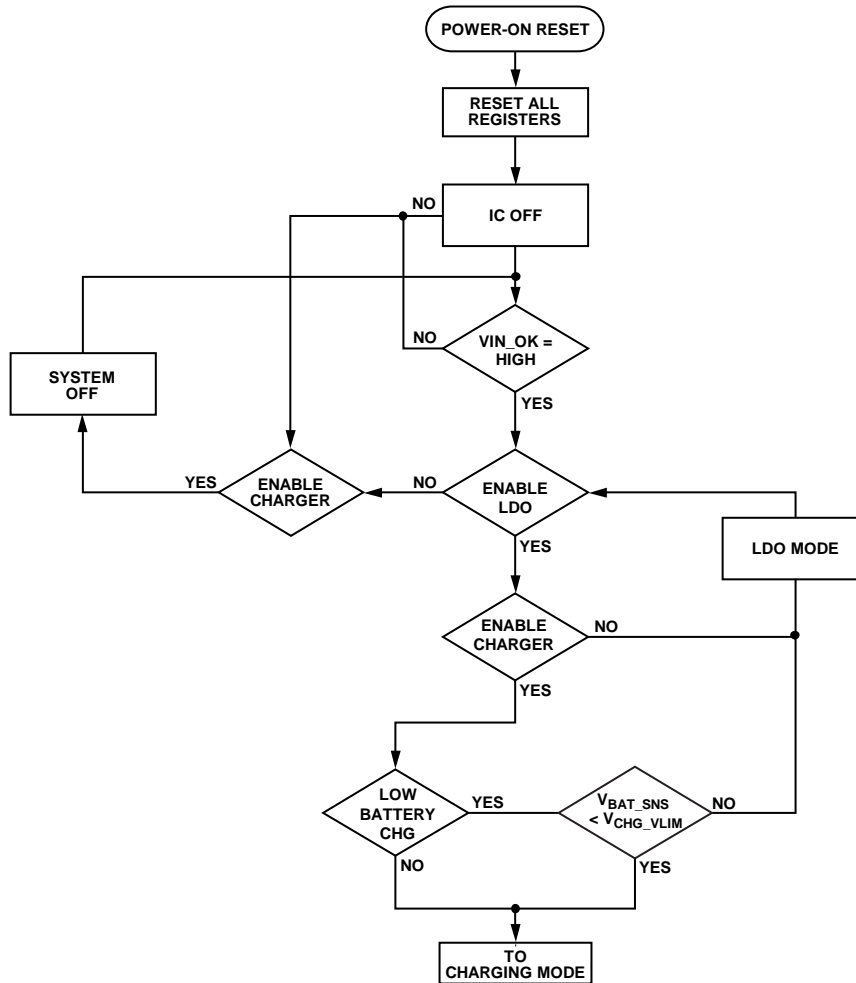 POWER-ON RESET
RESET ALL
REGISTERS
NO
IC OFF
NO
VIN_OK =
HIGH
SYSTEM
OFF
YES
YES
ENABLE
CHARGER
NO
ENABLE
LDO
LDO MODE
YES
ENABLE
CHARGER
NO
YES
LOW
BATTERY
CHG
YES
VBAT_SNS
< VCHG_VLIM
NO
NO
YES
TO
CHARGING MODE